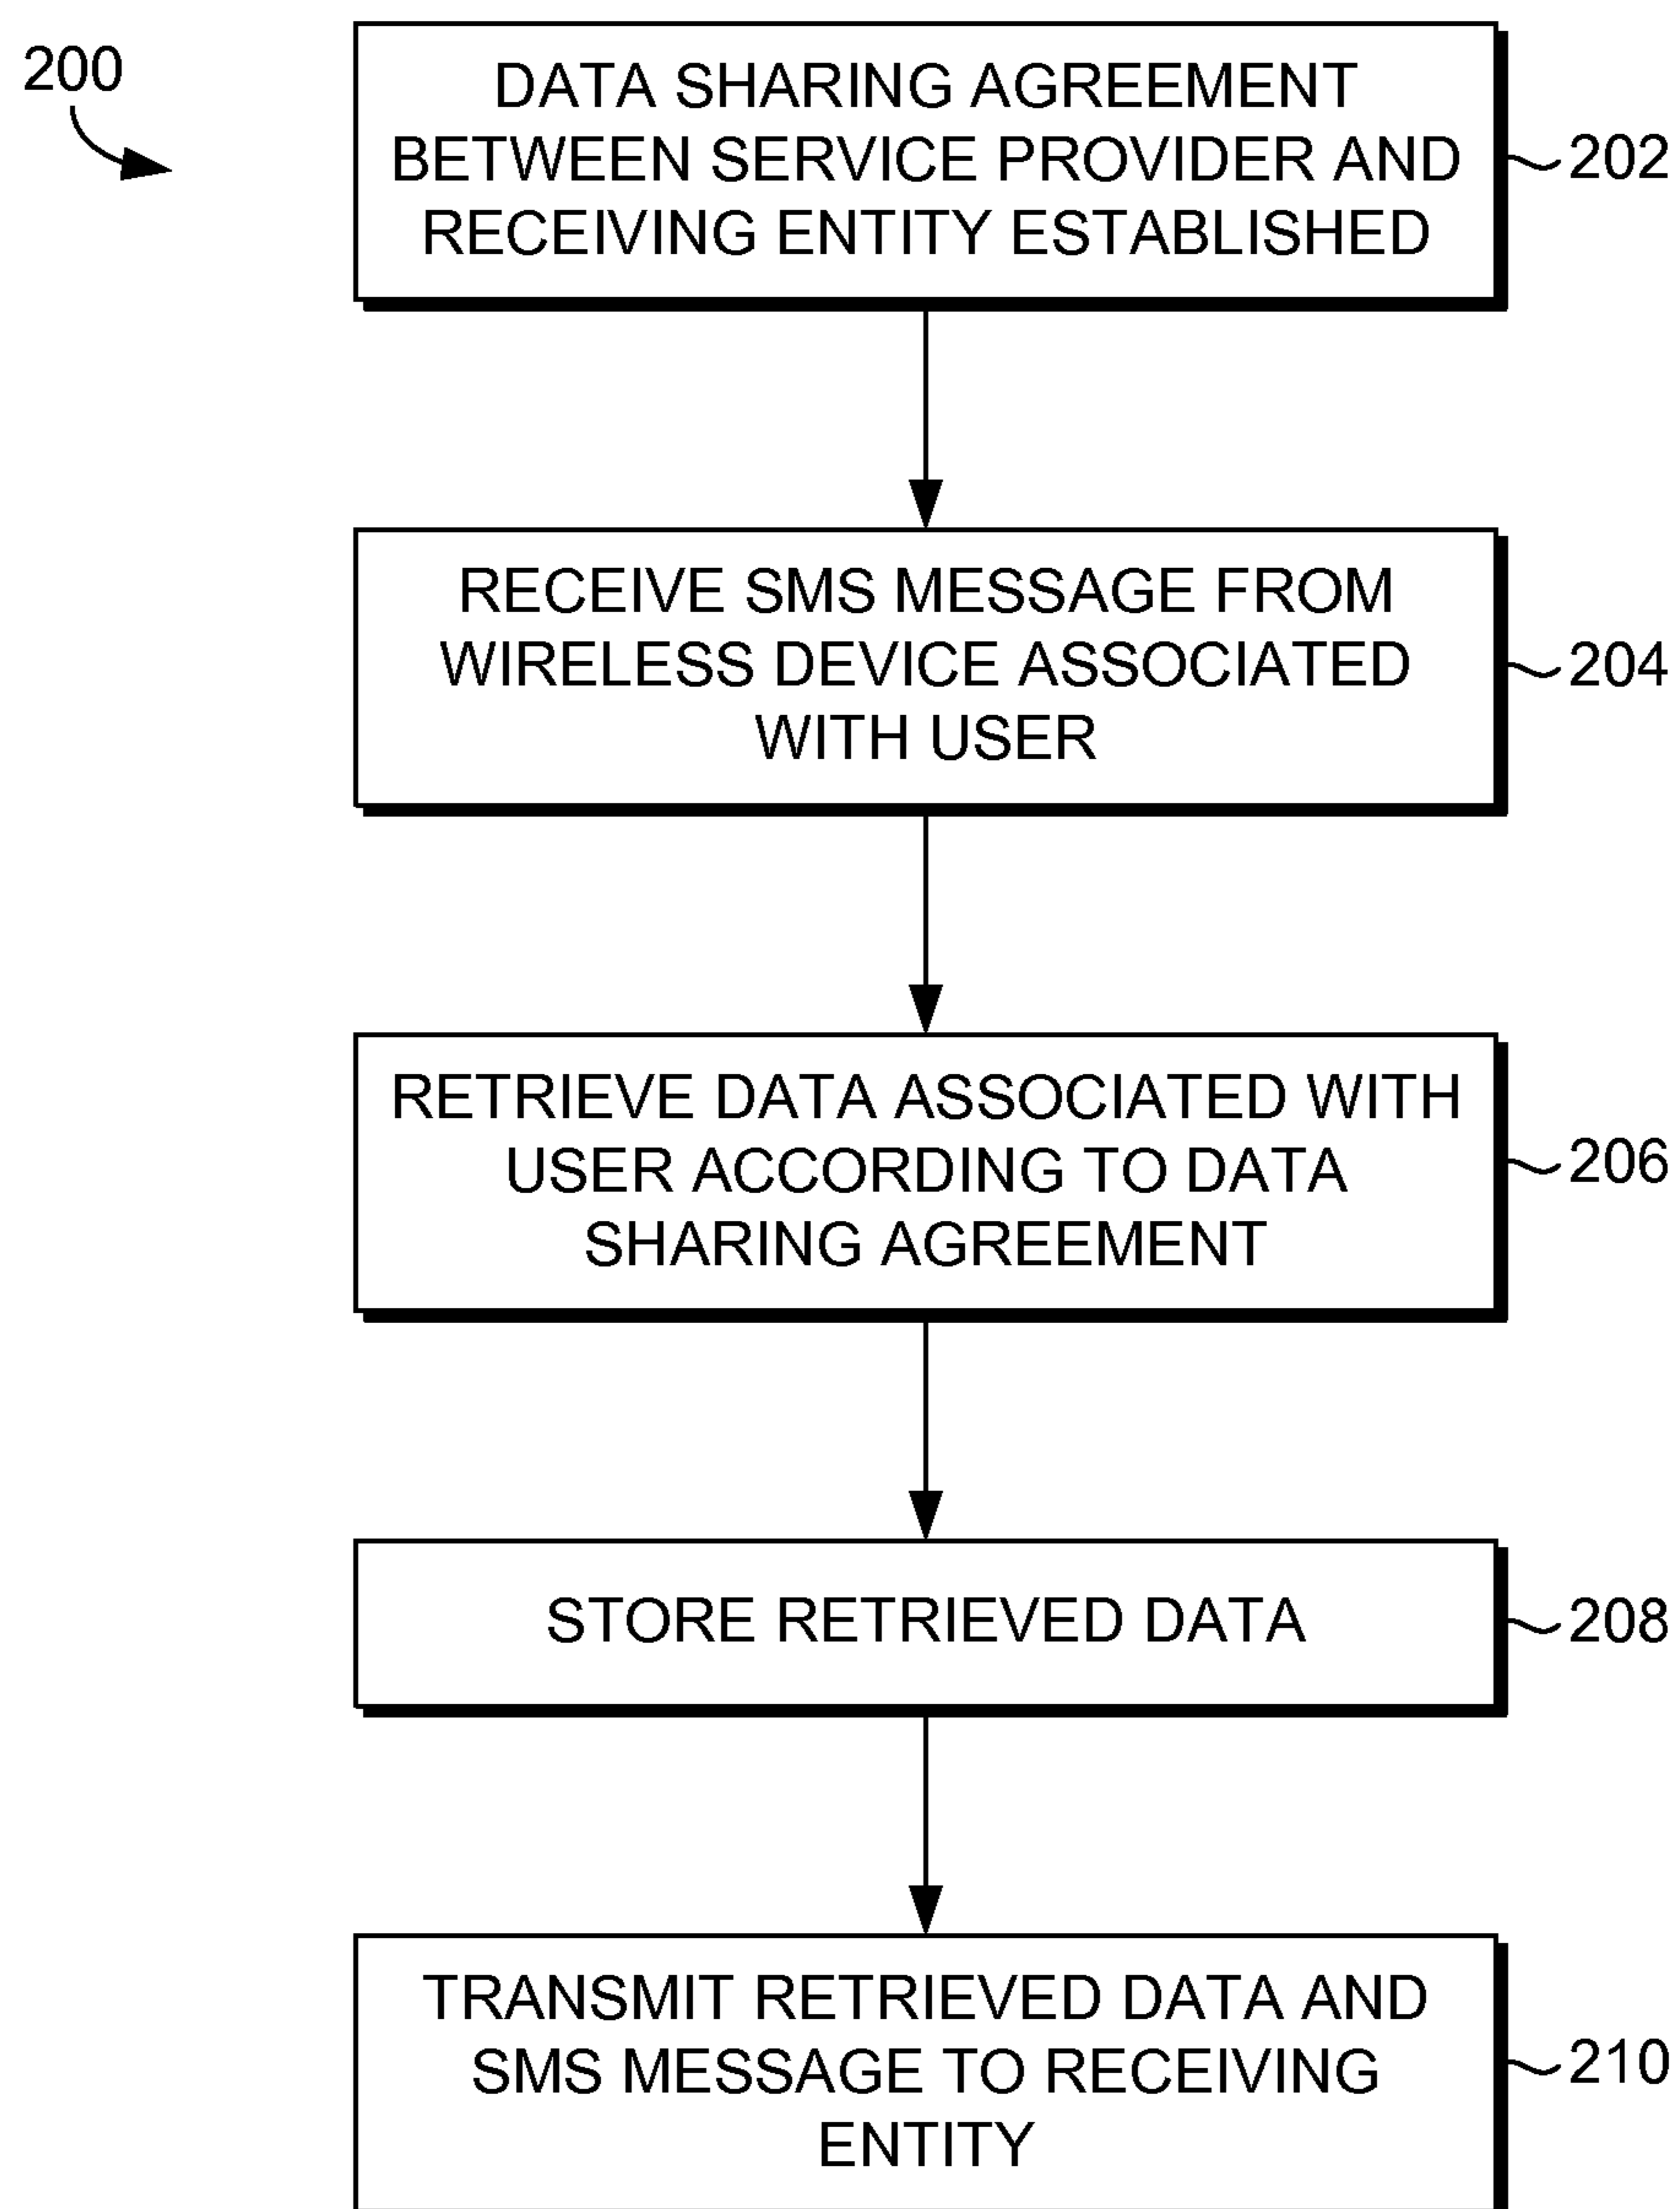 200
DATA SHARING AGREEMENT
BETWEEN SERVICE PROVIDER AND
RECEIVING ENTITY ESTABLISHED
202
RECEIVE SMS MESSAGE FROM
WIRELESS DEVICE ASSOCIATED
WITH USER
204
RETRIEVE DATA ASSOCIATED WITH
USER ACCORDING TO DATA
SHARING AGREEMENT
206
STORE RETRIEVED DATA
208
TRANSMIT RETRIEVED DATA AND
SMS MESSAGE TO RECEIVING
ENTITY
210